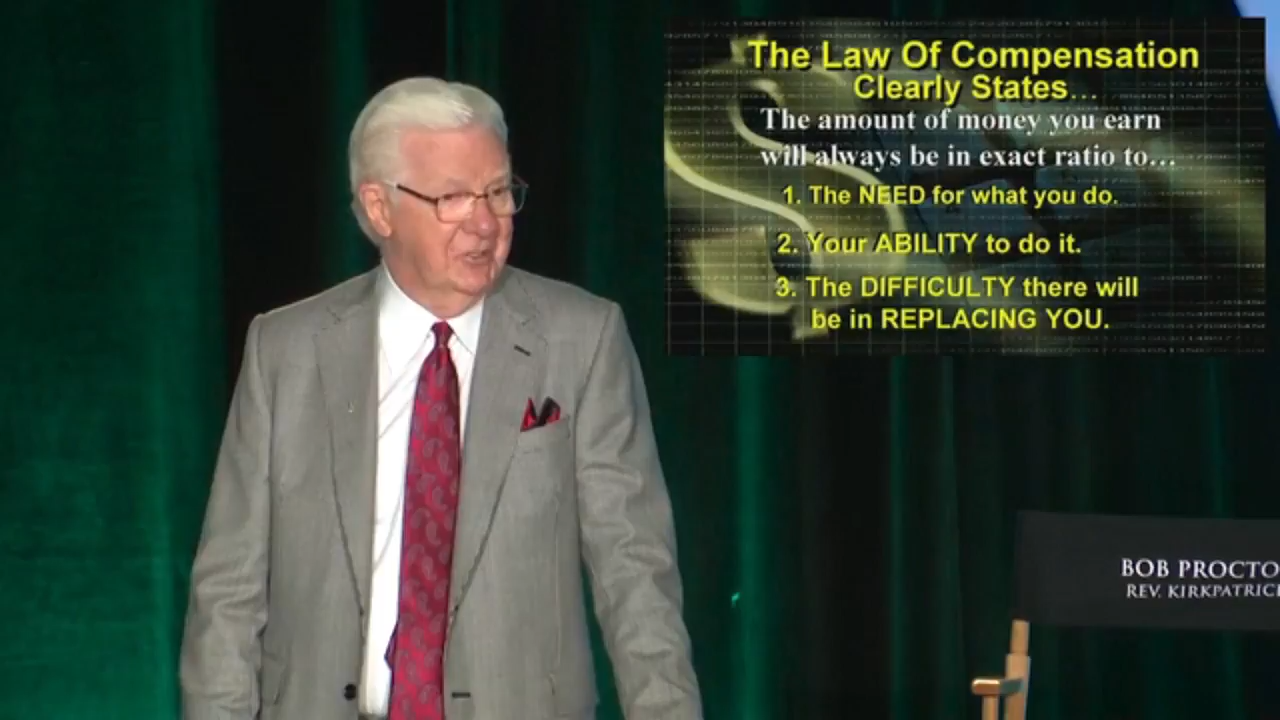 The Law Of Compensation
Clearly States...
The amount of money you earn
will always be in exact ratio to...
1. The NEED for what you do.
2. Your ABILITY to do it.
3. The DIFFICULTY there will
be in REPLACING YOU.
BOB PROCTO
REV. KIRKPATRIC